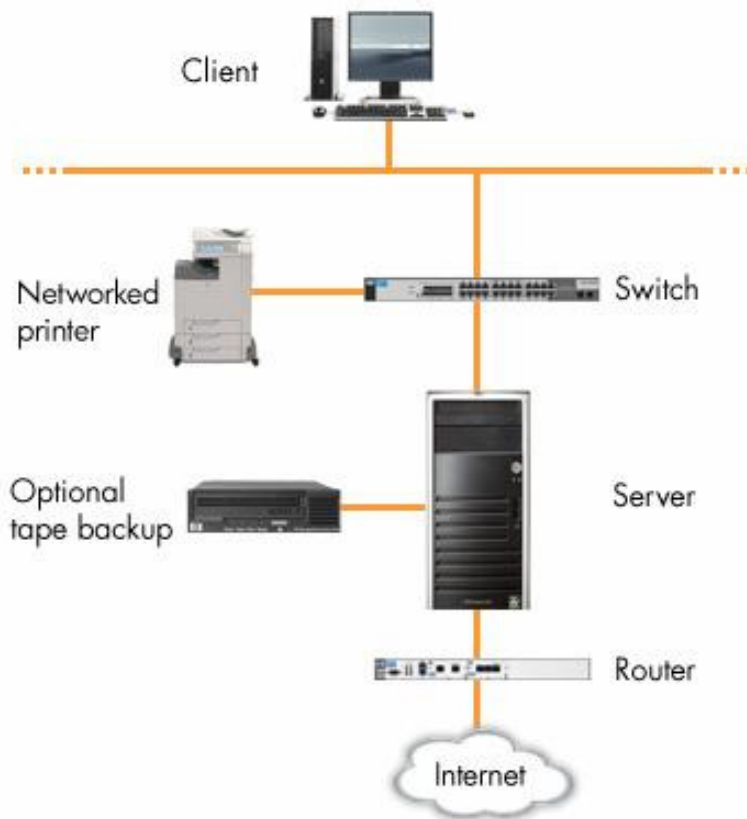 Client
Networked
printer
Switch
Optional
tape backup
Server
Router
Internet